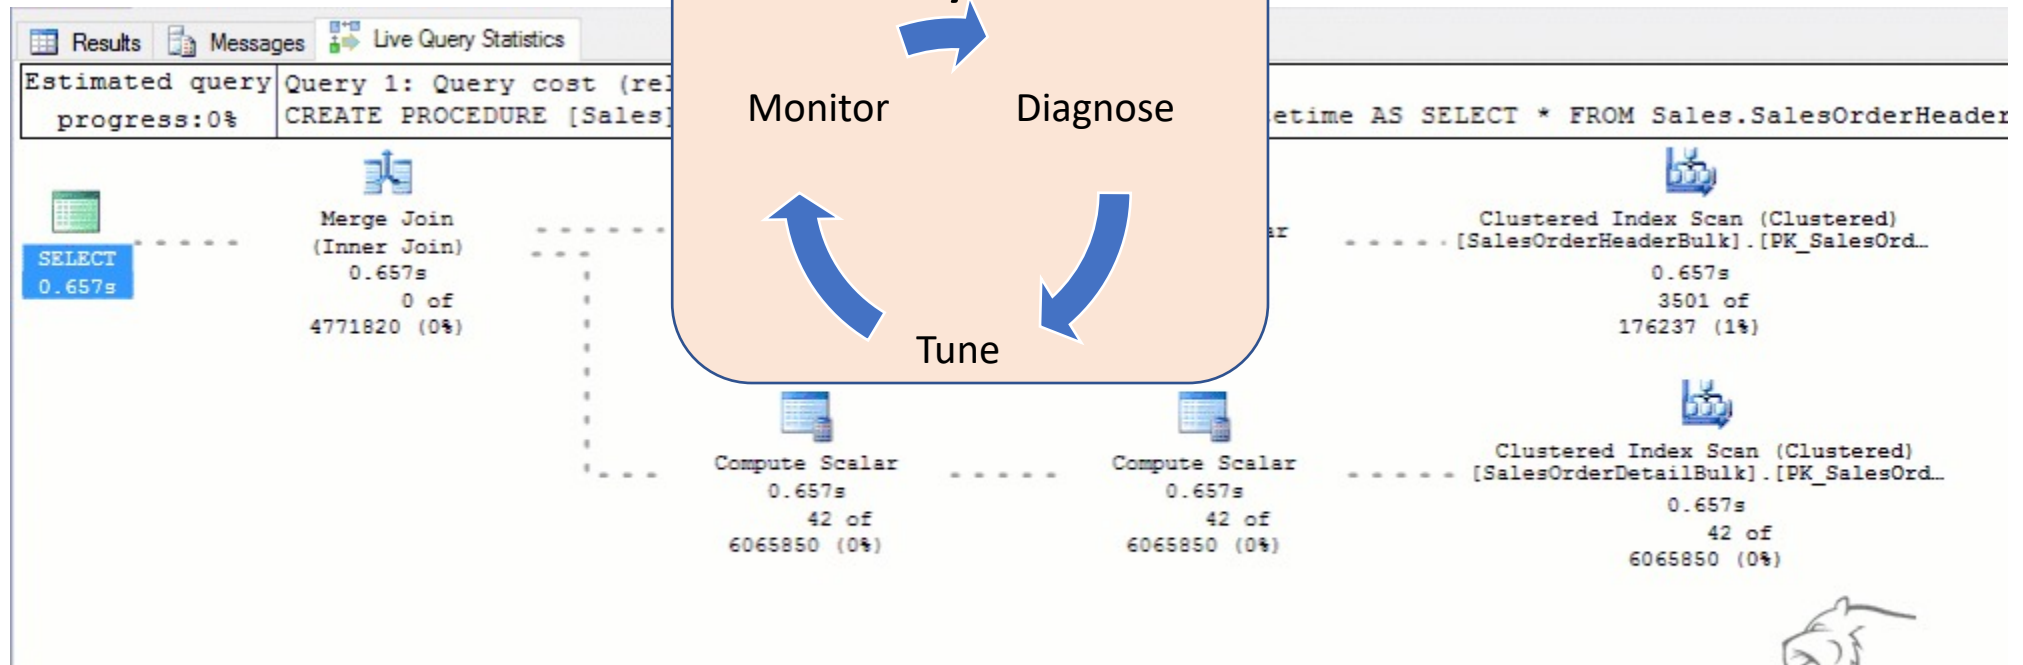 Results Messages Live Query Statistics
Estimated query
progress:0%
Query 1: Query cost (rel
CREATE PROCEDURE [Sales] etime AS SELECT * FROM Sales.SalesOrderHeader
Monitor
Diagnose
Tune
SELECT
0.657s
Merge Join
(Inner Join)
0.657s
0 of
4771820 (0%)
ar
Clustered Index Scan (Clustered)
[SalesOrderHeaderBulk].[PK_SalesOrd…
0.657s
3501 of
176237 (1%)
Compute Scalar
0.657s
42 of
6065850 (0%)
Compute Scalar
0.657s
42 of
6065850 (0%)
Clustered Index Scan (Clustered)
[SalesOrderDetailBulk].[PK_SalesOrd…
0.657s
42 of
6065850 (0%)